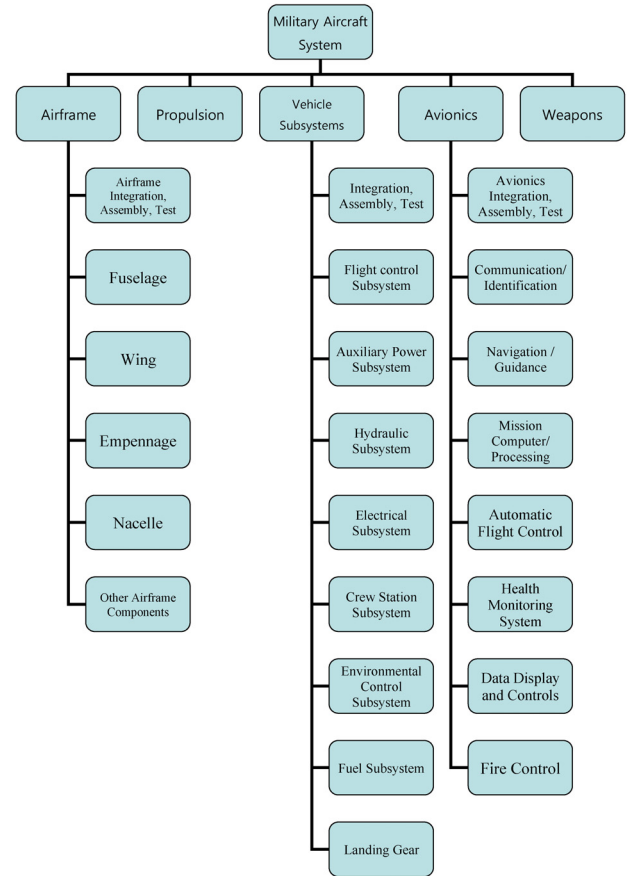 Military Aircraft
System
Airframe
Propulsion
Vehicle
Subsystems
Avionics
Weapons
Airframe
Integration,
Assembly, Test
Fuselage
Wing
Empennage
Nacelle
Other Airframe
Components
Integration,
Assembly, Test
Flight control
Subsystem
Auxiliary Power
Subsystem
Hydraulic
Subsystem
Electrical
Subsystem
Crew Station
Subsystem
Environmental
Control
Subsystem
Fuel Subsystem
Landing Gear
Avionics
Integration,
Assembly, Test
Communication/
Identification
Navigation /
Guidance
Mission
Computer/
Processing
Automatic
Flight Control
Health
Monitoring
System
Data Display
and Controls
Fire Control